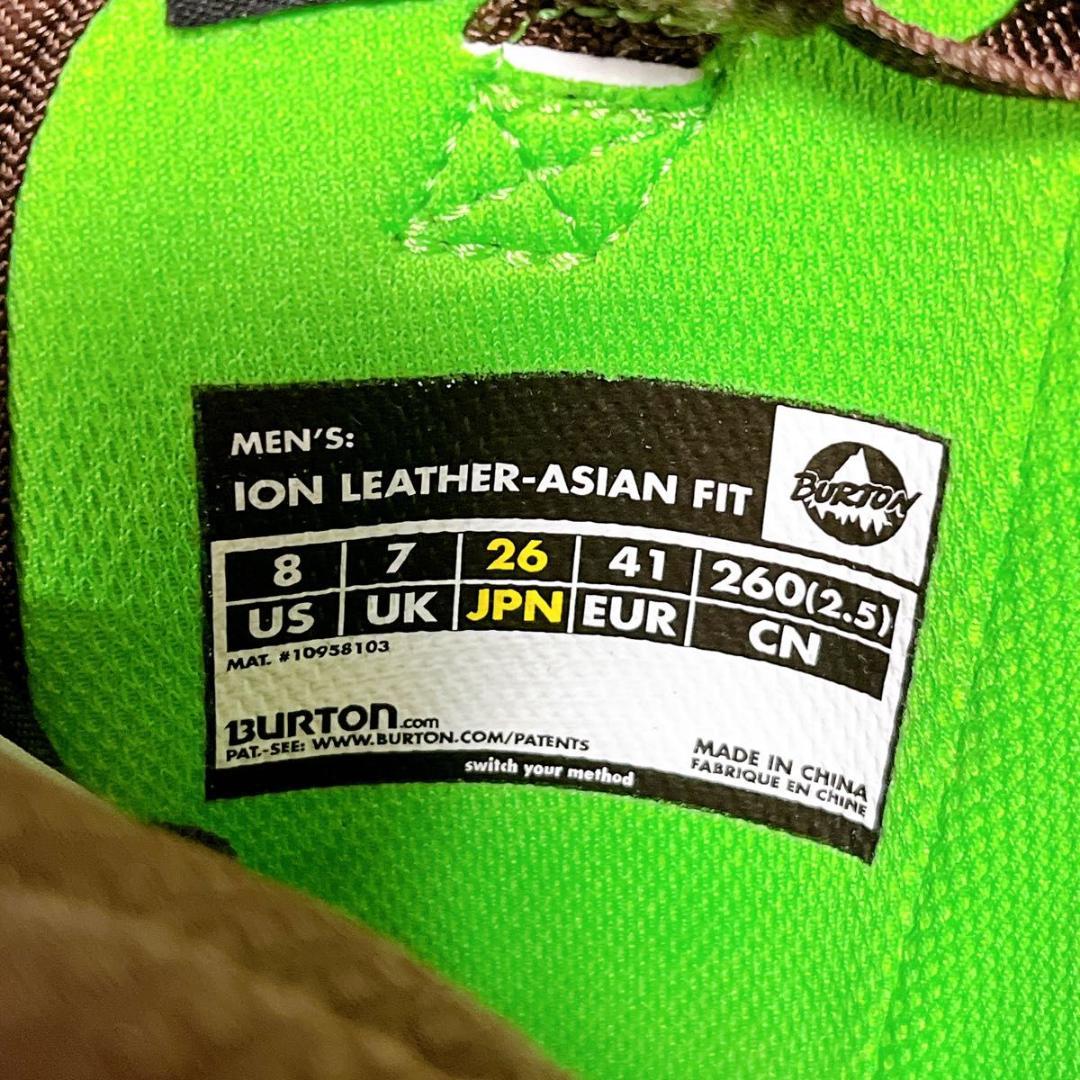 MEN'S:
ION LEATHER-ASIAN FIT
BURTON
8 7 26 41 260(2.5)
US UK JPN EUR CN
MAT. #10958103
BURTON.com
PAT.-SEE: WWW.BURTON.COM/PATENTS
switch your method
MADE IN CHINA
FABRIQUE EN CHINE